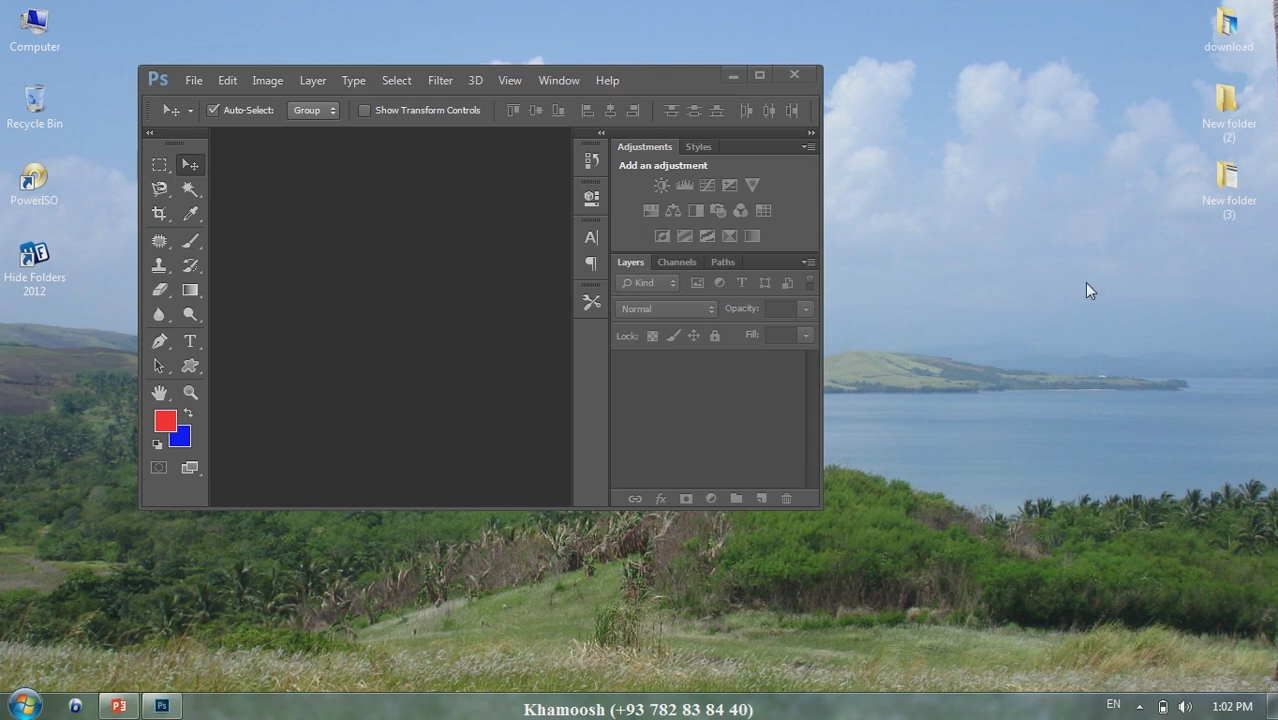 Computer
Recycle Bin
PowerISO
Hide Folders
2012
download
New folder
(2)
New folder
(3)
Ps File Edit Image Layer Type Select Filter 3D View Window Help
Auto-Select: Group Show Transform Controls
Adjustments Styles
Add an adjustment
Layers Channels Paths
Kind
Normal Opacity:
Lock: Fill:
Khamoosh (+93 782 83 84 40)
EN 1:02 PM